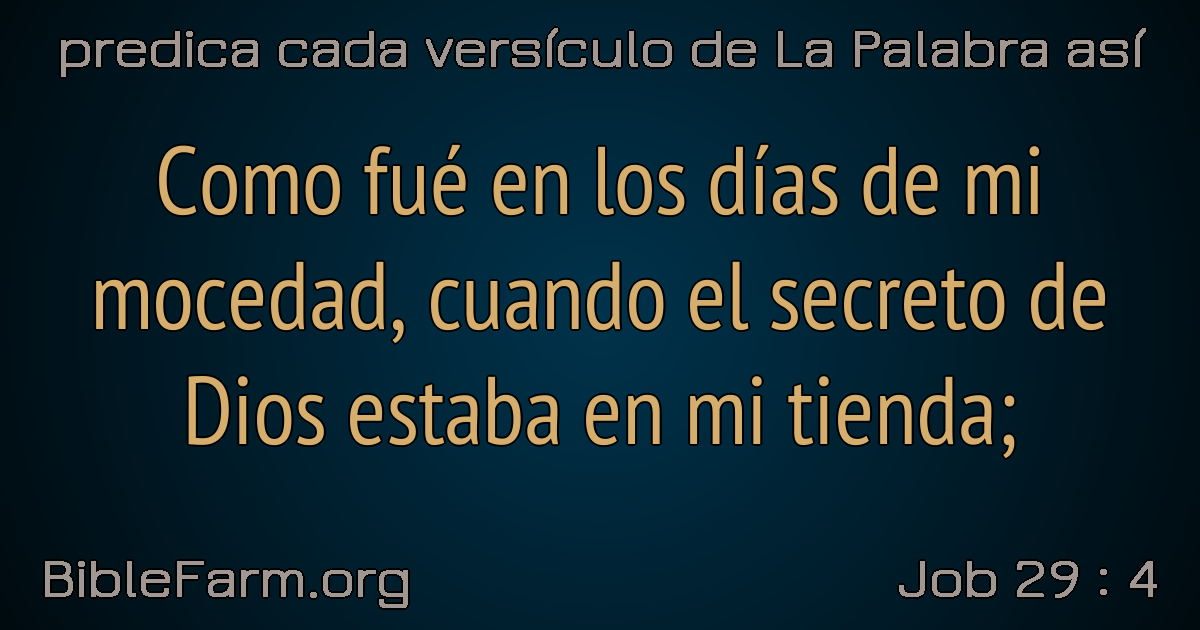 predica cada versículo de La Palabra así
Como fué en los días de mi
mocedad, cuando el secreto de
Dios estaba en mi tienda;
BibleFarm.org
Job 29 : 4